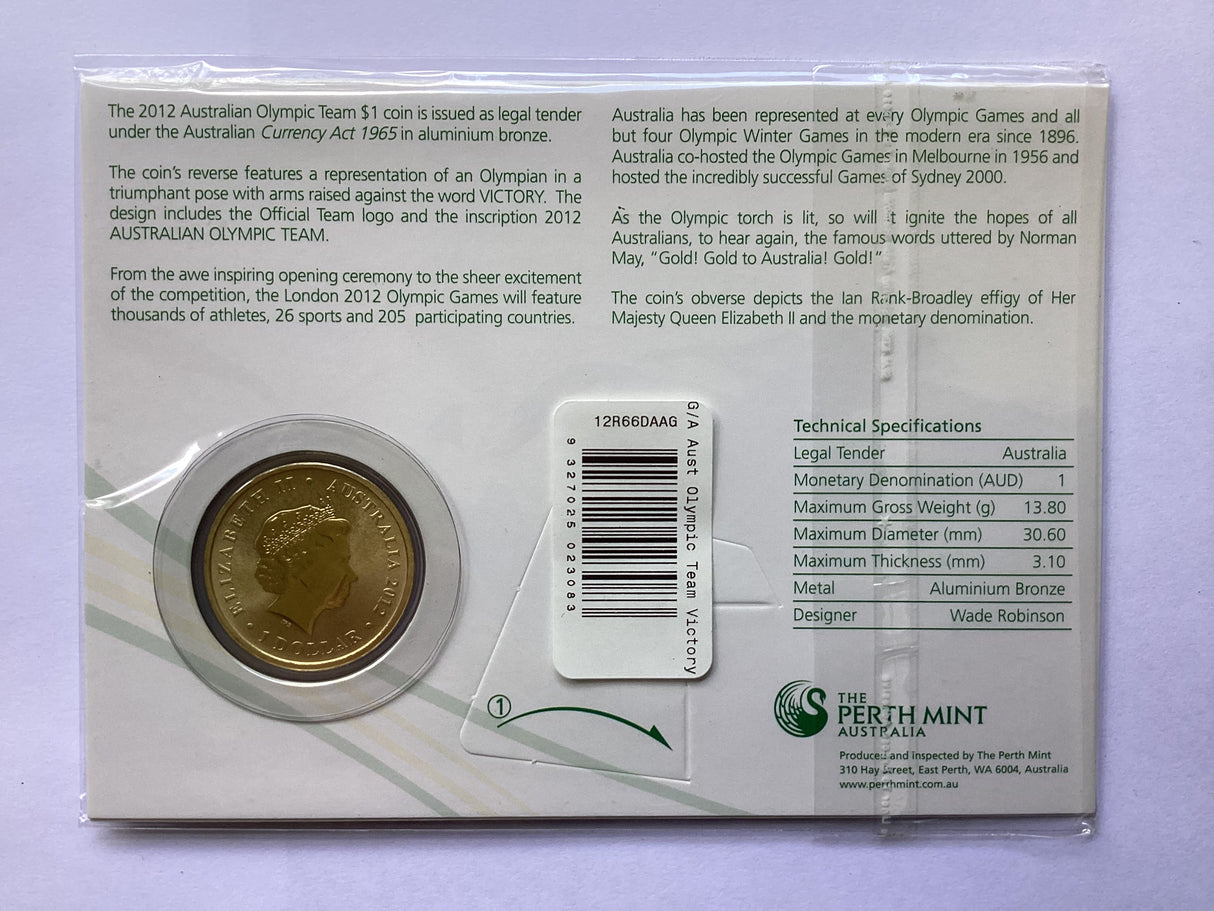 The 2012 Australian Olympic Team $1 coin is issued as legal tender
under the Australian Currency Act 1965 in aluminium bronze.
The coin's reverse features a representation of an Olympian in a
triumphant pose with arms raised against the word VICTORY. The
design includes the Official Team logo and the inscription 2012
AUSTRALIAN OLYMPIC TEAM.
From the awe inspiring opening ceremony to the sheer excitement
of the competition, the London 2012 Olympic Games will feature
thousands of athletes, 26 sports and 205 participating countries.
Australia has been represented at every Olympic Games and all
but four Olympic Winter Games in the modern era since 1896.
Australia co-hosted the Olympic Games in Melbourne in 1956 and
hosted the incredibly successful Games of Sydney 2000.
As the Olympic torch is lit, so will it ignite the hopes of all
Australians, to hear again, the famous words uttered by Norman
May, "Gold! Gold to Australia! Gold!"
The coin's obverse depicts the Ian Rank-Broadley effigy of Her
Majesty Queen Elizabeth II and the monetary denomination.
ELIZABETH II • AUSTRALIA 2012
• 1 DOLLAR •
12R66DAAG
9 327025 023083
G/A Aust Olympic Team Victory
1
Technical Specifications
Legal Tender Australia
Monetary Denomination (AUD) 1
Maximum Gross Weight (g) 13.80
Maximum Diameter (mm) 30.60
Maximum Thickness (mm) 3.10
Metal Aluminium Bronze
Designer Wade Robinson
THE
PERTH MINT
AUSTRALIA
Produced and Inspected by The Perth Mint
310 Hay Street, East Perth, WA 6004, Australia
www.perthmint.com.au